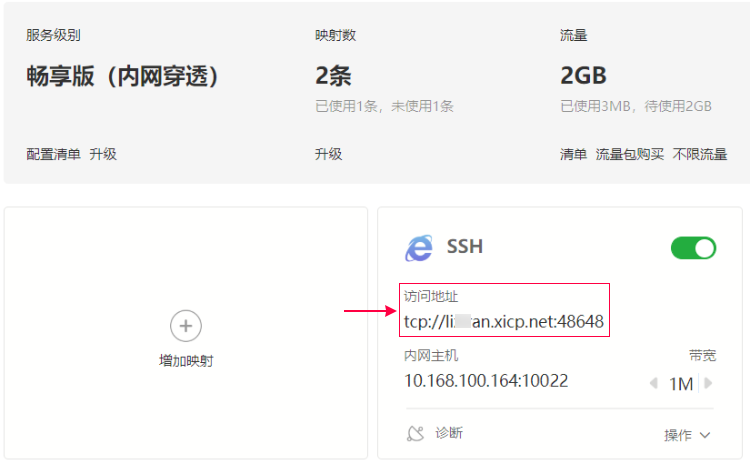 服务级别
畅享版（内网穿透）
配置清单 升级
映射数
2条
已使用1条，未使用1条
升级
流量
2GB
已使用3MB，待使用2GB
清单 流量包购买 不限流量
增加映射
SSH
访问地址
an.xicp.net:48648
内网主机 带宽
10.168.100.164:10022 1M
诊断 操作